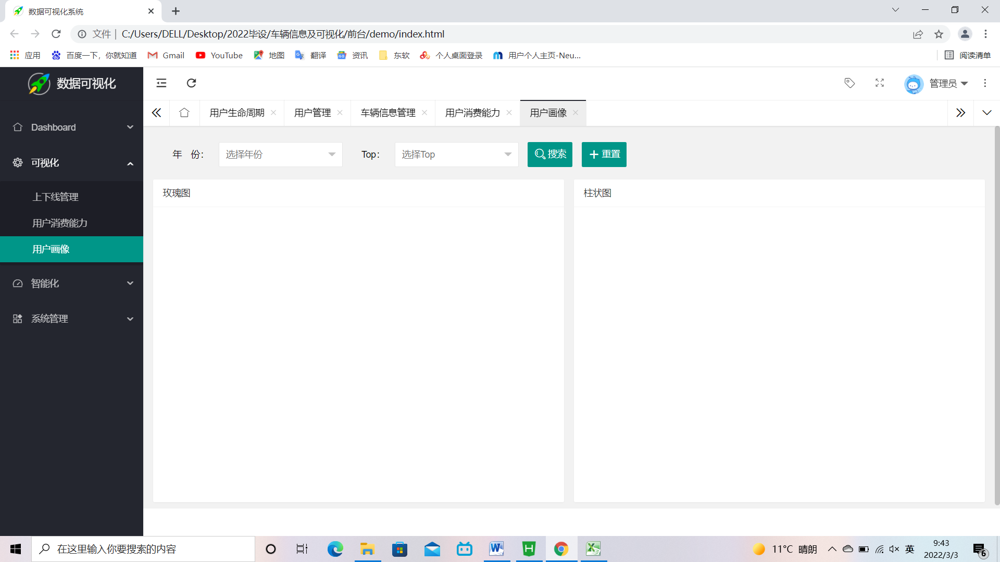 数据可视化系统
文件 | C:/Users/DELL/Desktop/2022毕设/车辆信息及可视化/前台/demo/index.html
应用 百度一下，你就知道 Gmail YouTube 地图 翻译 资讯 东软 个人桌面登录 用户个人主页-Neu... 阅读清单
数据可视化
管理员
用户生命周期 用户管理 车辆信息管理 用户消费能力 用户画像
Dashboard
可视化
上下线管理
用户消费能力
用户画像
智能化
系统管理
年 份： 选择年份 Top： 选择Top 搜索 重置
玫瑰图
柱状图
在这里输入你要搜索的内容
11°C 晴朗
英
9:43
2022/3/3
6